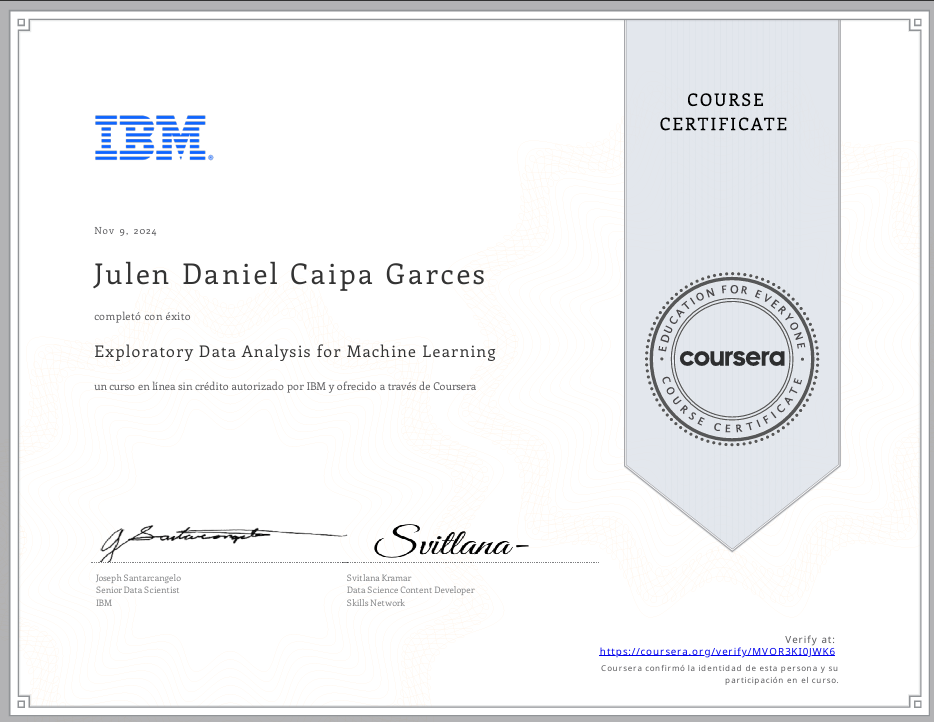 COURSE
CERTIFICATE
IBM®
Nov 9, 2024
Julen Daniel Caipa Garces
completó con éxito
Exploratory Data Analysis for Machine Learning
un curso en línea sin crédito autorizado por IBM y ofrecido a través de Coursera
EDUCATION FOR EVERYONE
coursera
COURSE CERTIFICATE
J Santarcangelo
Svitlana
Joseph Santarcangelo
Senior Data Scientist
IBM
Svitlana Kramar
Data Science Content Developer
Skills Network
Verify at:
https://coursera.org/verify/MVOR3KI0JWK6
Coursera confirmó la identidad de esta persona y su
participación en el curso.